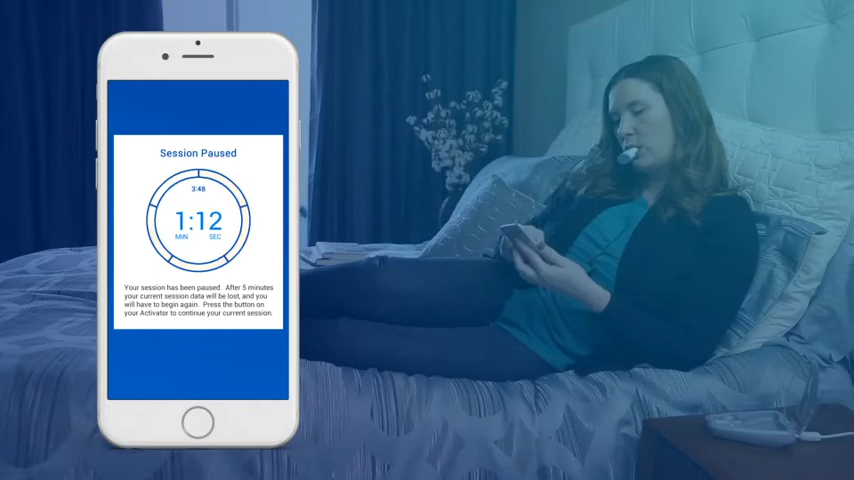 Session Paused
3:48
1:12
MIN SEC
Your session has been paused. After 5 minutes
your current session data will be lost, and you
will have to begin again. Press the button on
your Activator to continue your current session.